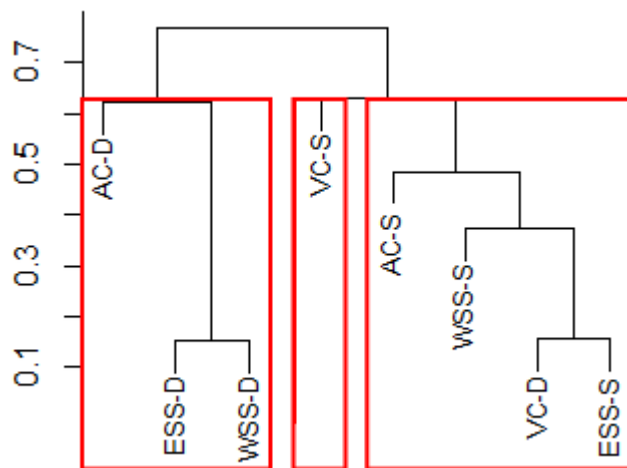 0.7
0.5
0.3
0.1
AC-D
ESS-D
WSS-D
VC-S
AC-S
WSS-S
VC-D
ESS-S